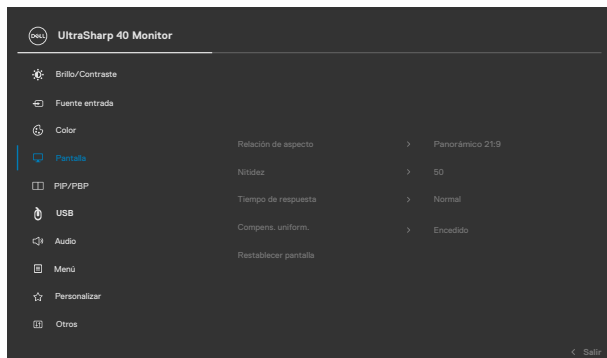 DELL UltraSharp 40 Monitor
Brillo/Contraste
Fuente entrada
Color
Pantalla
PIP/PBP
USB
Audio
Menú
Personalizar
Otros
Relación de aspecto > Panorámico 21:9
Nitidez > 50
Tiempo de respuesta > Normal
Compens. uniform. > Encedido
Restablecer pantalla
< Salir